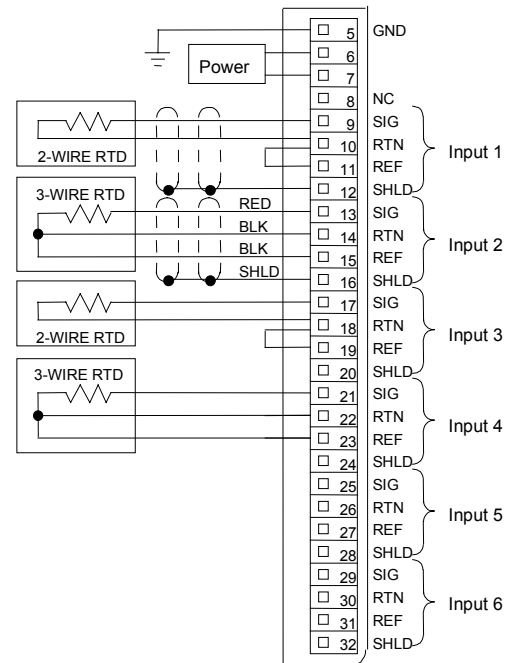 5 GND
6
Power
7
8 NC
9 SIG
10 RTN
Input 1
2-WIRE RTD
11 REF
12 SHLD
3-WIRE RTD
RED
13 SIG
BLK
14 RTN
Input 2
BLK
15 REF
SHLD
16 SHLD
17 SIG
18 RTN
Input 3
2-WIRE RTD
19 REF
20 SHLD
3-WIRE RTD
21 SIG
22 RTN
Input 4
23 REF
24 SHLD
25 SIG
26 RTN
Input 5
27 REF
28 SHLD
29 SIG
30 RTN
Input 6
31 REF
32 SHLD